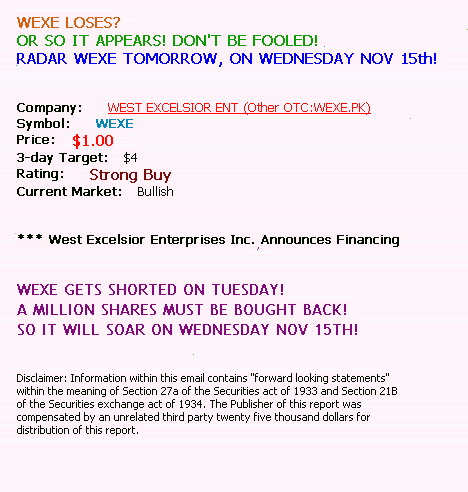 WEXE LOSES?
OR SO IT APPEARS! DON'T BE FOOLED!
RADAR WEXE TOMORROW, ON WEDNESDAY NOV 15th!
Company: WEST EXCELSIOR ENT (Other OTC:WEXE.PK)
Symbol: WEXE
Price: $1.00
3-day Target: $4
Rating: Strong Buy
Current Market: Bullish
*** West Excelsior Enterprises Inc. Announces Financing
WEXE GETS SHORTED ON TUESDAY!
A MILLION SHARES MUST BE BOUGHT BACK!
SO IT WILL SOAR ON WEDNESDAY NOV 15TH!
Disclaimer: Information within this email contains "forward looking statements"
within the meaning of Section 27a of the Securities act of 1933 and Section 21B
of the Securities exchange act of 1934. The Publisher of this report was
compensated by an unrelated third party twenty five thousand dollars for
distribution of this report.